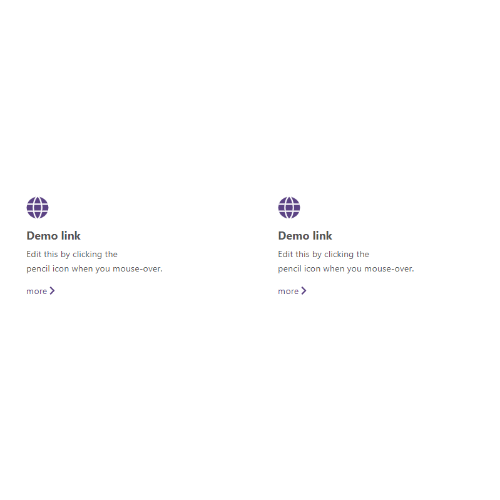 Demo link
Edit this by clicking the
pencil icon when you mouse-over.
more
Demo link
Edit this by clicking the
pencil icon when you mouse-over.
more